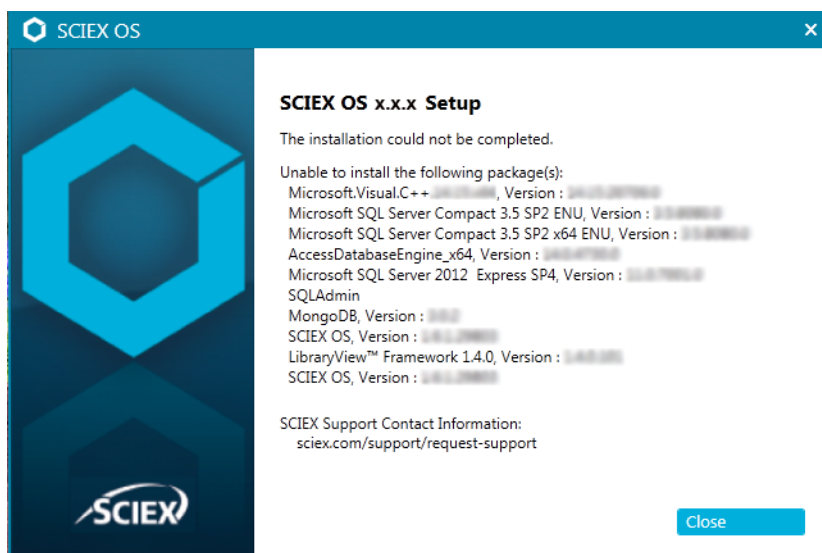 SCIEX OS
SCIEX OS x.x.x Setup
The installation could not be completed.
Unable to install the following package(s):
Microsoft.Visual.C++ , Version :
Microsoft SQL Server Compact 3.5 SP2 ENU, Version :
Microsoft SQL Server Compact 3.5 SP2 x64 ENU, Version :
AccessDatabaseEngine_x64, Version :
Microsoft SQL Server 2012 Express SP4, Version :
SQLAdmin
MongoDB, Version :
SCIEX OS, Version :
LibraryView™ Framework 1.4.0, Version :
SCIEX OS, Version :
SCIEX Support Contact Information:
sciex.com/support/request-support
SCIEX
Close